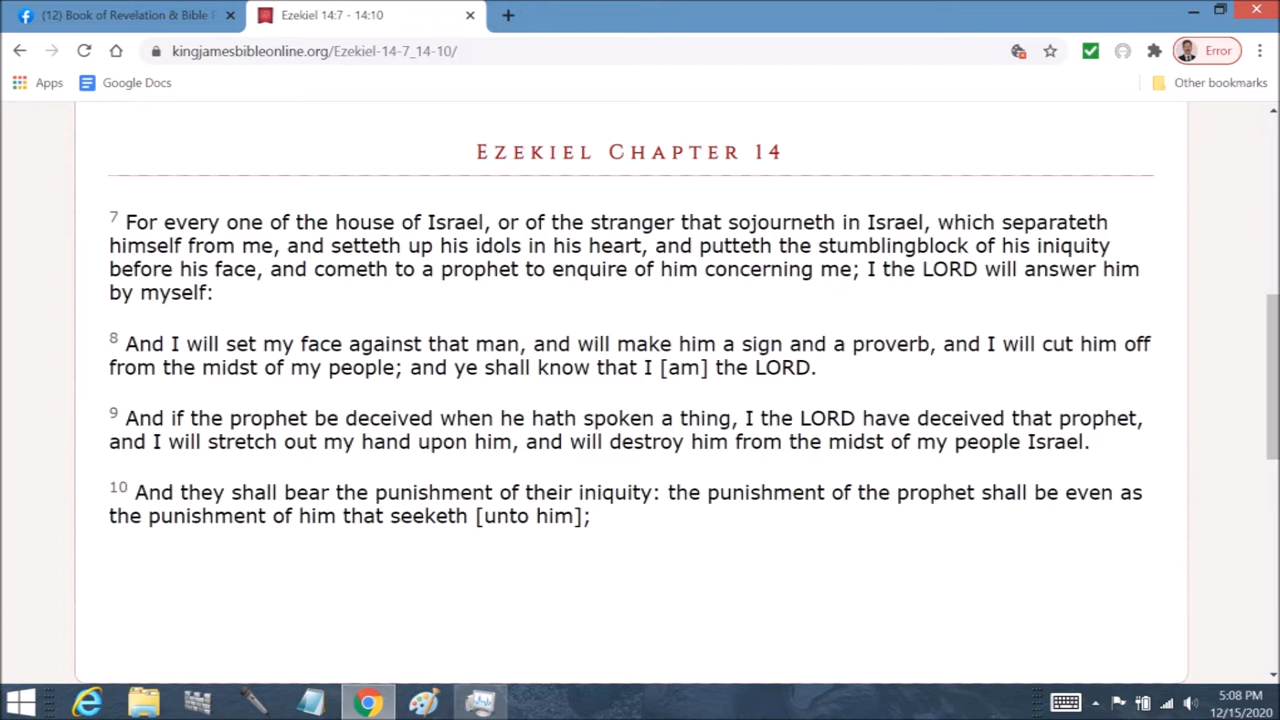 (12) Book of Revelation & Bible
Ezekiel 14:7 - 14:10
kingjamesbibleonline.org/Ezekiel-14-7_14-10/
Error
Apps
Google Docs
Other bookmarks
EZEKIEL CHAPTER 14
7 For every one of the house of Israel, or of the stranger that sojourneth in Israel, which separateth
himself from me, and setteth up his idols in his heart, and putteth the stumblingblock of his iniquity
before his face, and cometh to a prophet to enquire of him concerning me; I the LORD will answer him
by myself:
8 And I will set my face against that man, and will make him a sign and a proverb, and I will cut him off
from the midst of my people; and ye shall know that I [am] the LORD.
9 And if the prophet be deceived when he hath spoken a thing, I the LORD have deceived that prophet,
and I will stretch out my hand upon him, and will destroy him from the midst of my people Israel.
10 And they shall bear the punishment of their iniquity: the punishment of the prophet shall be even as
the punishment of him that seeketh [unto him];
5:08 PM
12/15/2020